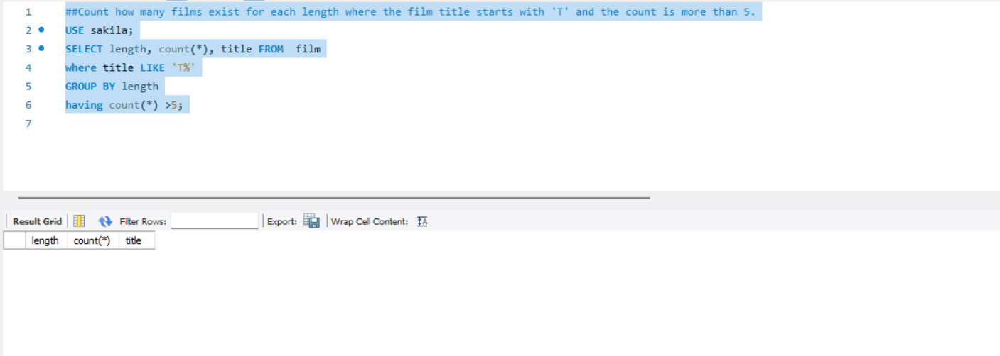 1 ##Count how many films exist for each length where the film title starts with 'T' and the count is more than 5.
2 USE sakila;
3 SELECT length, count(*), title FROM  film
4 where title LIKE 'T%'
5 GROUP BY length
6 having count(*) >5;
7
Result Grid Filter Rows: Export: Wrap Cell Content: IA
length count(*) title